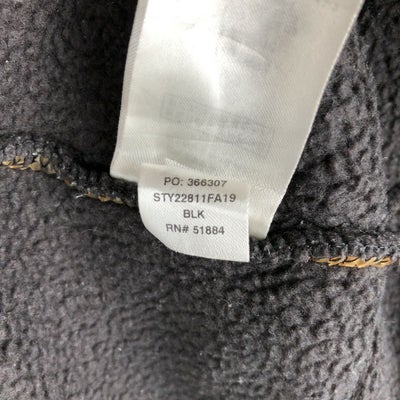 PO: 366307
STY22811FA19
BLK
RN# 51884